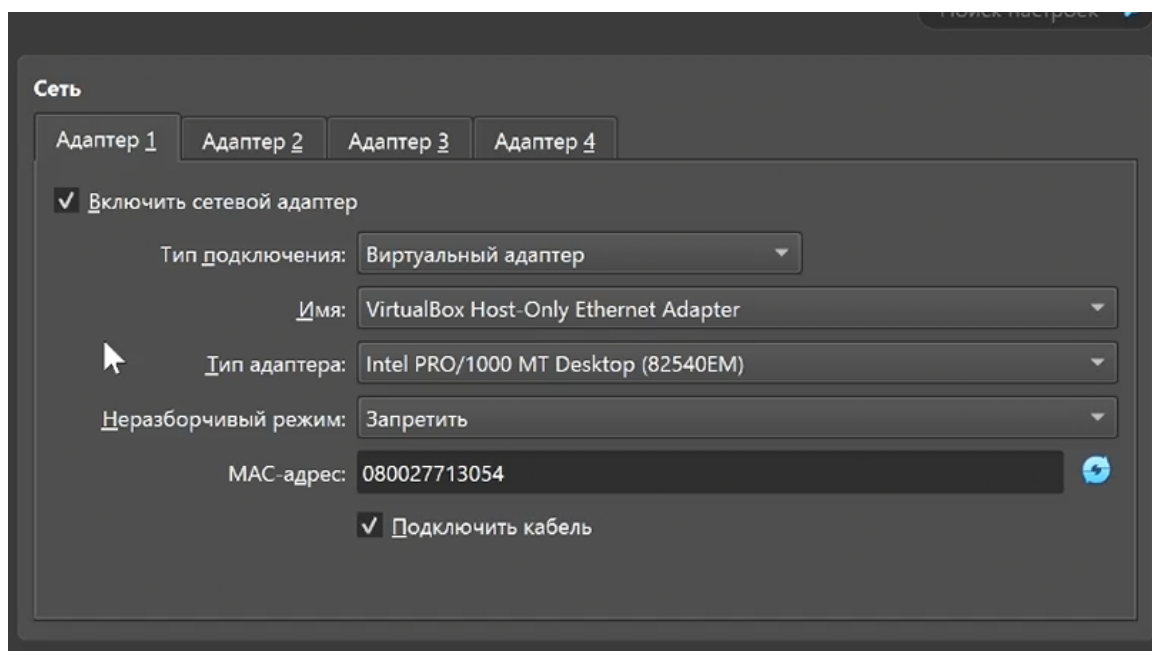 Поиск настроек
Сеть
Адаптер 1 Адаптер 2 Адаптер 3 Адаптер 4
Включить сетевой адаптер
Тип подключения: Виртуальный адаптер
Имя: VirtualBox Host-Only Ethernet Adapter
Тип адаптера: Intel PRO/1000 MT Desktop (82540EM)
Неразборчивый режим: Запретить
MAC-адрес: 080027713054
Подключить кабель